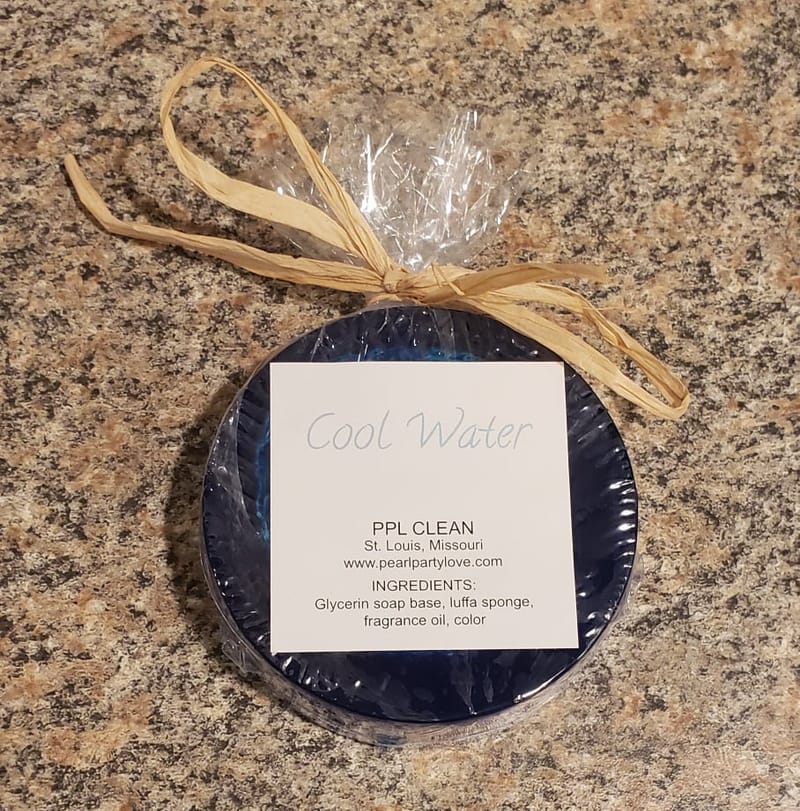 Cool Water
PPL CLEAN
St. Louis, Missouri
www.pearlpartylove.com
INGREDIENTS:
Glycerin soap base, luffa sponge,
fragrance oil, color